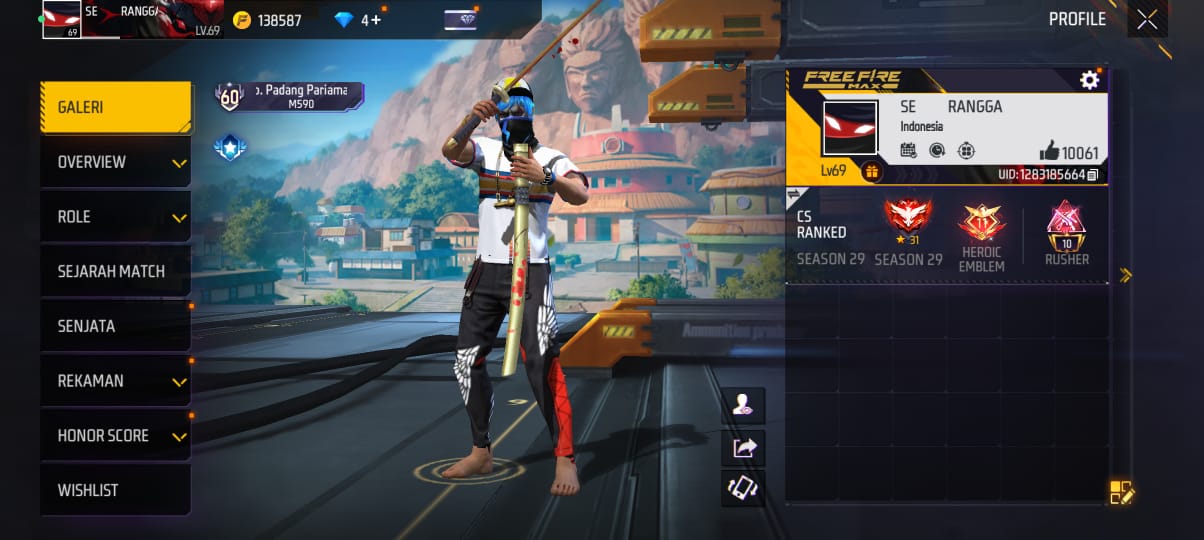 SE RANGGA
69
LV.69
138587
4+
PROFILE
GALERI
OVERVIEW
ROLE
SEJARAH MATCH
SENJATA
REKAMAN
HONOR SCORE
WISHLIST
60
Padang Pariama
M590
FREE FIRE
MAX
SE RANGGA
Indonesia
10061
Lv69
UID:1283185664
CS
RANKED
SEASON 29
31
SEASON 29
11
HEROIC
EMBLEM
10
RUSHER